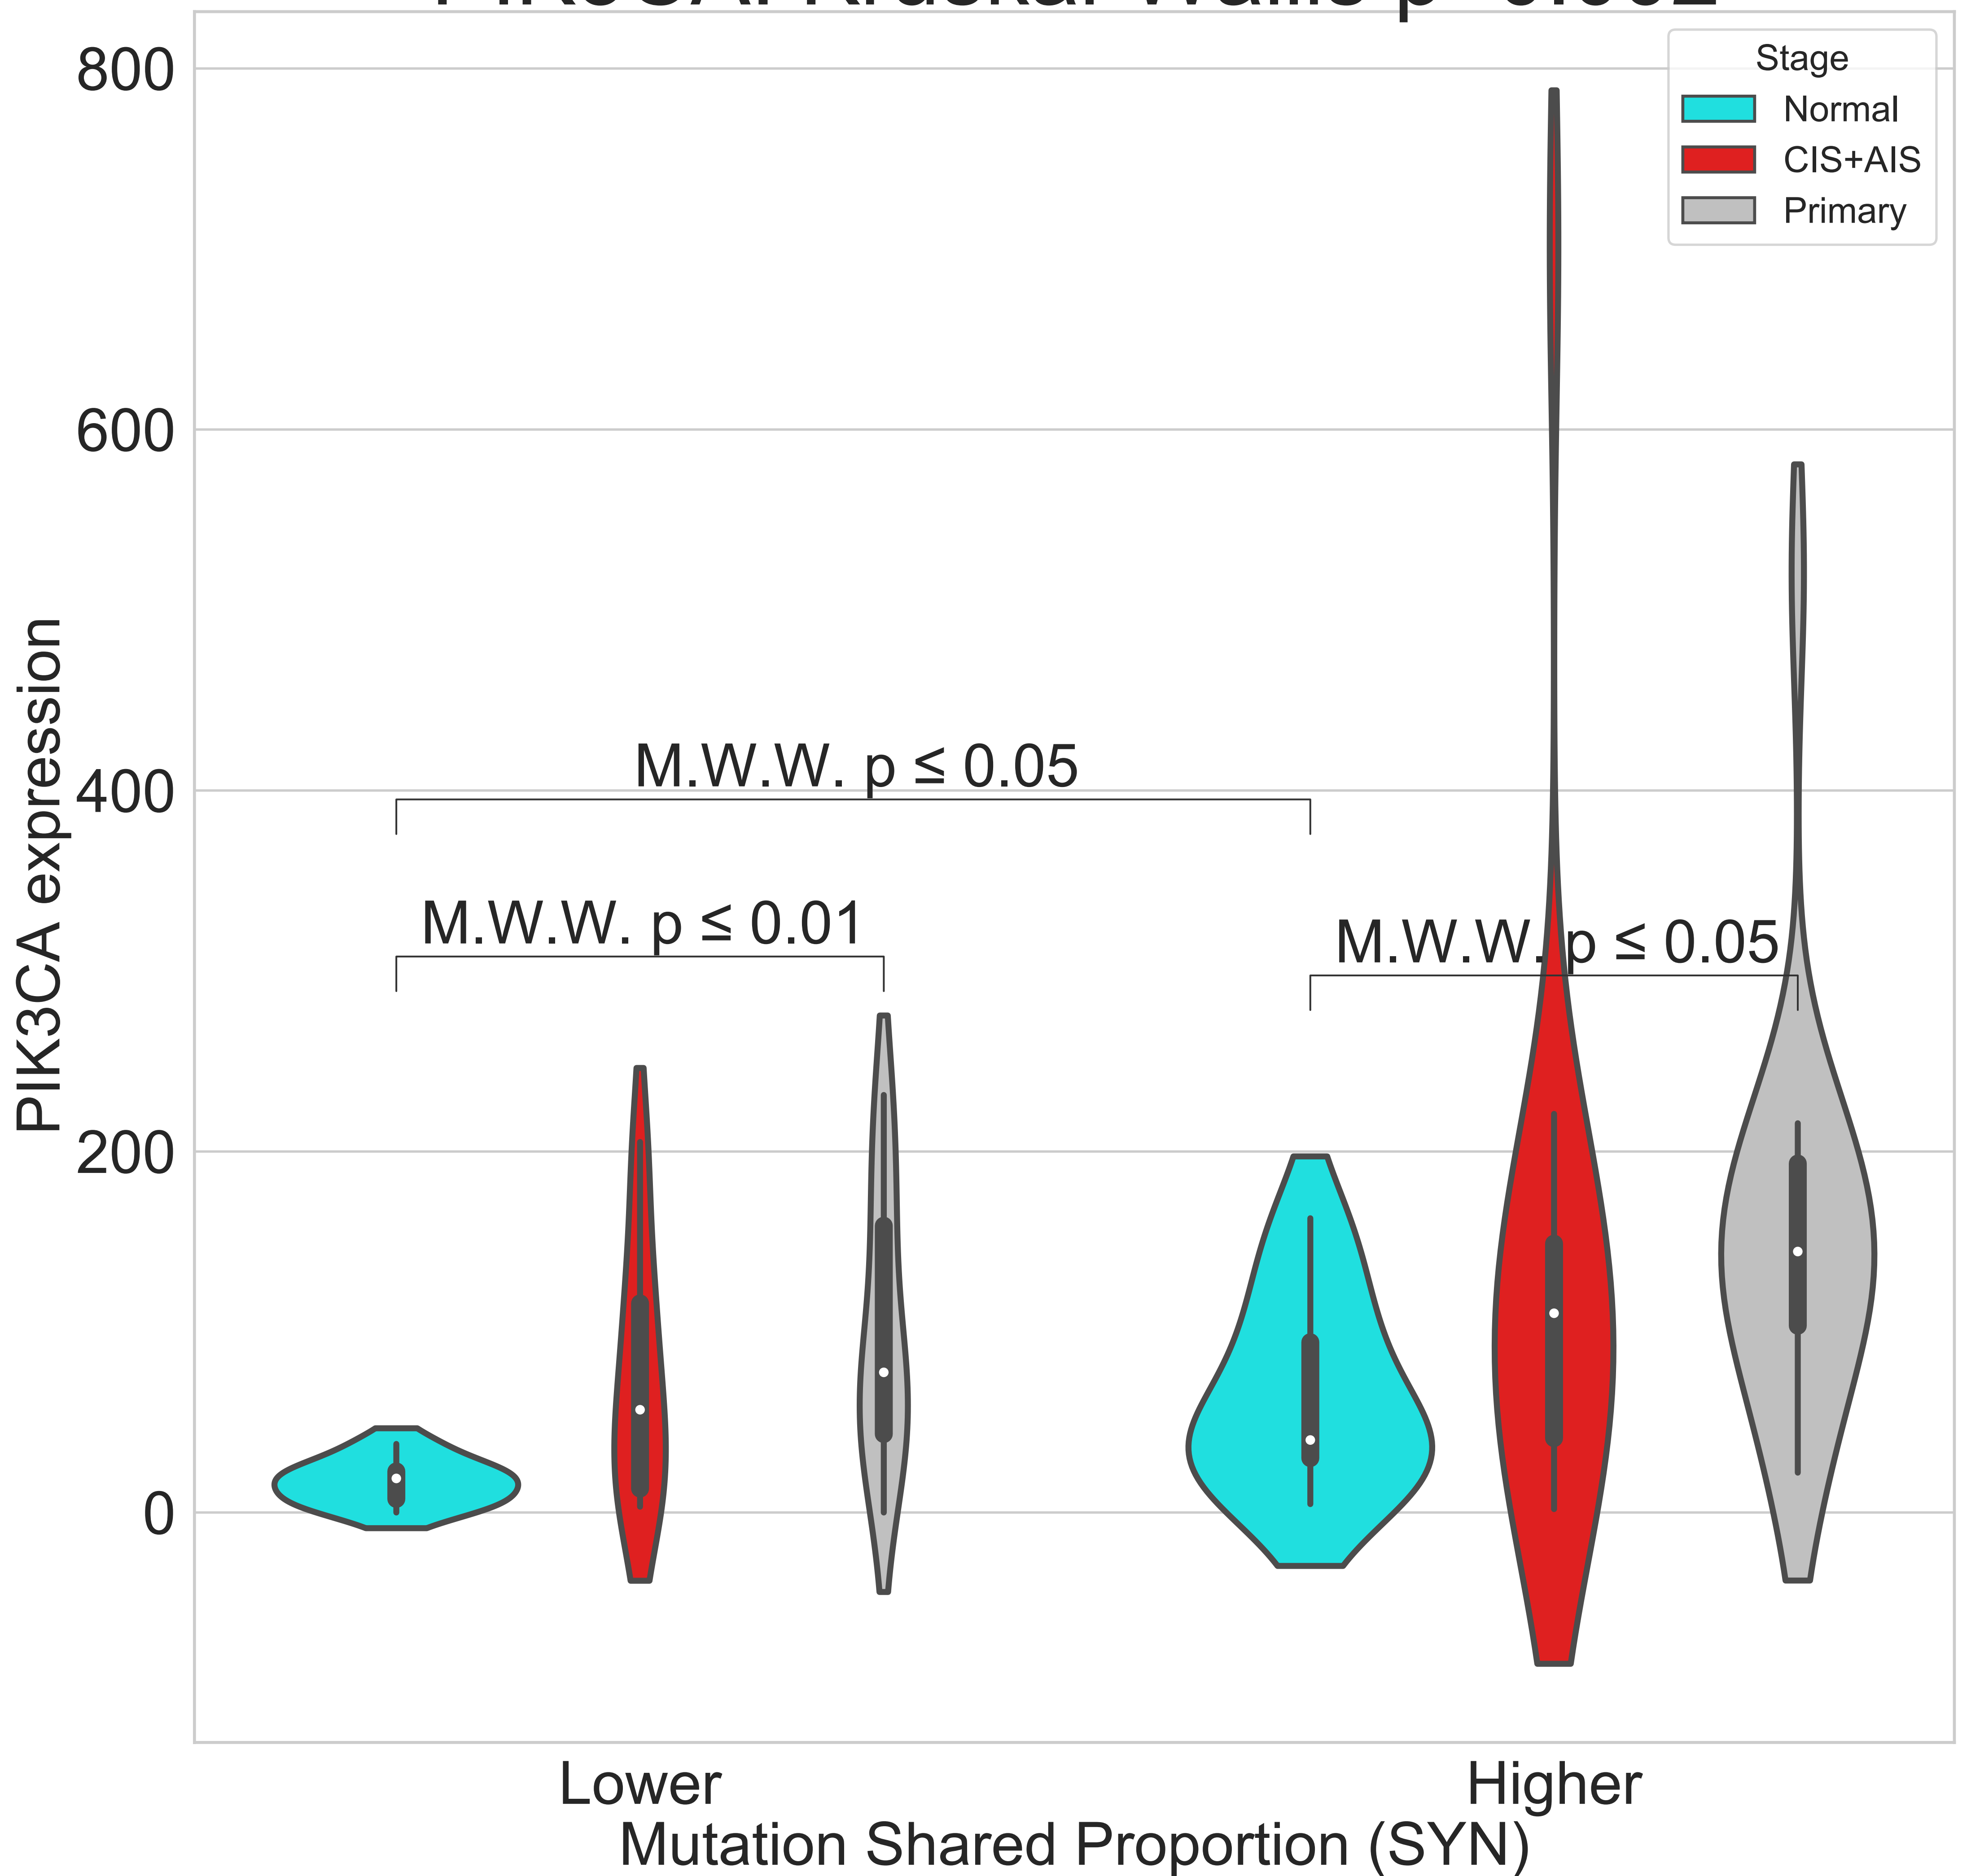 800
600
400
200
0
PIK3CA expression
Stage
Normal
CIS+AIS
Primary
M.W.W. p ≤ 0.05
M.W.W. p ≤ 0.01
M.W.W. p ≤ 0.05
Lower
Higher
Mutation Shared Proportion (SYN)